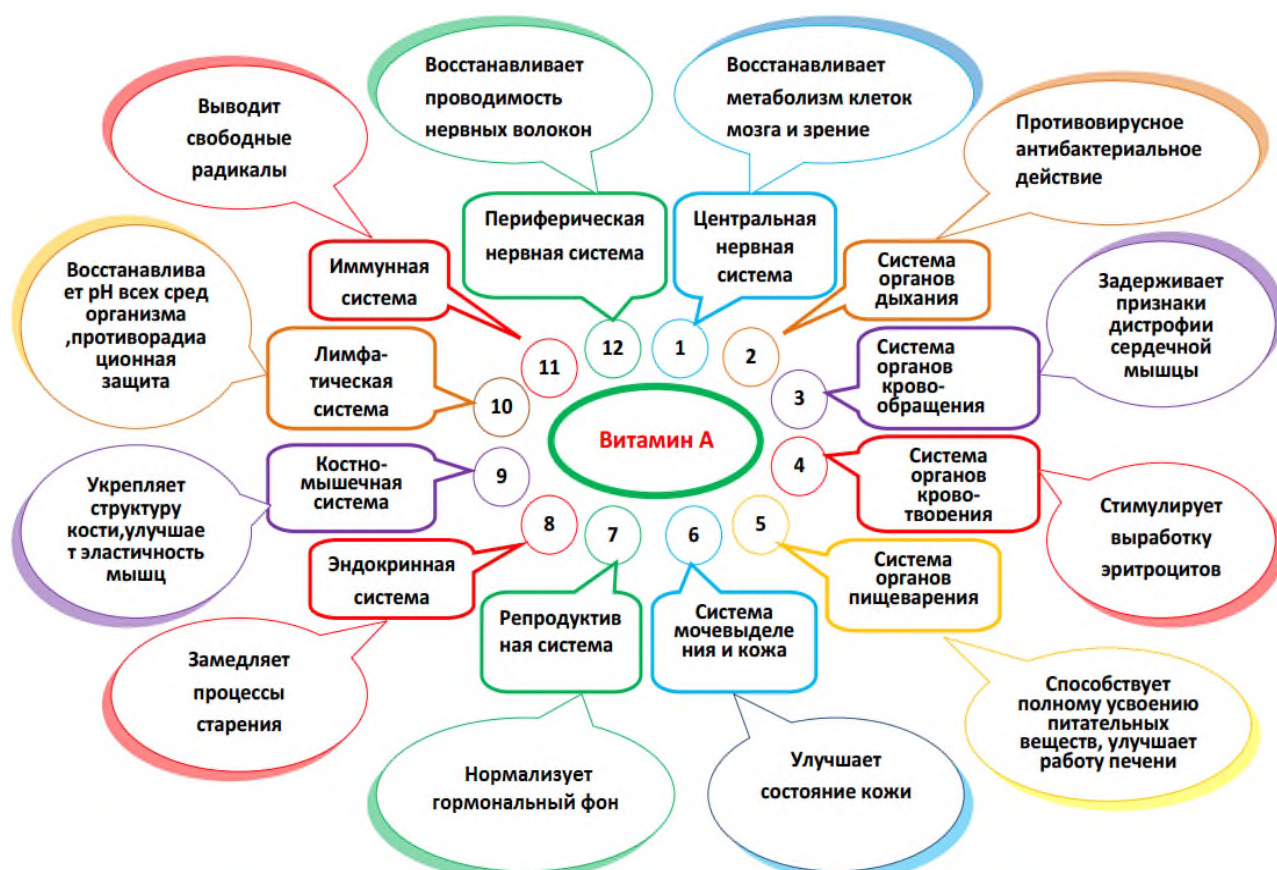 Восстанавливает
проводимость
нервных волокон
Восстанавливает
метаболизм клеток
мозга и зрение
Выводит
свободные
радикалы
Противовирусное
антибактериальное
действие
Периферическая
нервная система
Центральная
нервная
система
Иммунная
система
Система
органов
дыхания
Восстанавлива
ет pH всех сред
организма
,противорадиа
ционная
защита
Задерживает
признаки
дистрофии
сердечной
мышцы
Лимфа-
тическая
система
Система
органов
крово-
обращения
12
1
11
2
10
3
Витамин А
9
4
8
7
6
5
Костно-
мышечная
система
Система
органов
крово-
творения
Укрепляет
структуру
кости,улучшае
т эластичность
мышц
Стимулирует
выработку
эритроцитов
Эндокринная
система
Репродуктив
ная система
Система
мочевыделе
ния и кожа
Система
органов
пищеварения
Замедляет
процессы
старения
Способствует
полному усвоению
питательных
веществ, улучшает
работу печени
Нормализует
гормональный фон
Улучшает
состояние кожи